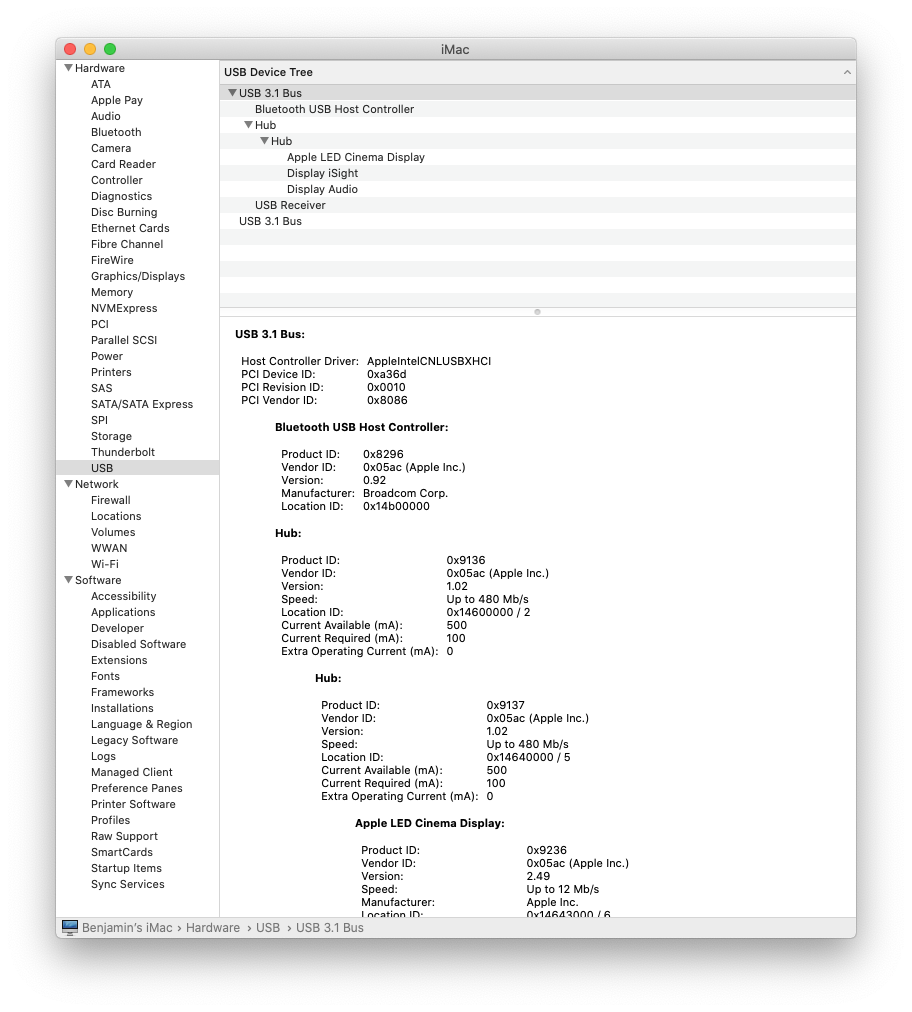 iMac
Hardware
ATA
Apple Pay
Audio
Bluetooth
Camera
Card Reader
Controller
Diagnostics
Disc Burning
Ethernet Cards
Fibre Channel
FireWire
Graphics/Displays
Memory
NVMExpress
PCI
Parallel SCSI
Power
Printers
SAS
SATA/SATA Express
SPI
Storage
Thunderbolt
USB
Network
Firewall
Locations
Volumes
WWAN
Wi-Fi
Software
Accessibility
Applications
Developer
Disabled Software
Extensions
Fonts
Frameworks
Installations
Language & Region
Legacy Software
Logs
Managed Client
Preference Panes
Printer Software
Profiles
Raw Support
SmartCards
Startup Items
Sync Services
USB Device Tree
USB 3.1 Bus
Bluetooth USB Host Controller
Hub
Hub
Apple LED Cinema Display
Display iSight
Display Audio
USB Receiver
USB 3.1 Bus
USB 3.1 Bus:
Host Controller Driver: AppleIntelCNLUSBXHCI
PCI Device ID: 0xa36d
PCI Revision ID: 0x0010
PCI Vendor ID: 0x8086
Bluetooth USB Host Controller:
Product ID: 0x8296
Vendor ID: 0x05ac (Apple Inc.)
Version: 0.92
Manufacturer: Broadcom Corp.
Location ID: 0x14b00000
Hub:
Product ID: 0x9136
Vendor ID: 0x05ac (Apple Inc.)
Version: 1.02
Speed: Up to 480 Mb/s
Location ID: 0x14600000 / 2
Current Available (mA): 500
Current Required (mA): 100
Extra Operating Current (mA): 0
Hub:
Product ID: 0x9137
Vendor ID: 0x05ac (Apple Inc.)
Version: 1.02
Speed: Up to 480 Mb/s
Location ID: 0x14640000 / 5
Current Available (mA): 500
Current Required (mA): 100
Extra Operating Current (mA): 0
Apple LED Cinema Display:
Product ID: 0x9236
Vendor ID: 0x05ac (Apple Inc.)
Version: 2.49
Speed: Up to 12 Mb/s
Manufacturer: Apple Inc.
Location ID: 0x14643000 / 6
Benjamin's iMac › Hardware › USB › USB 3.1 Bus